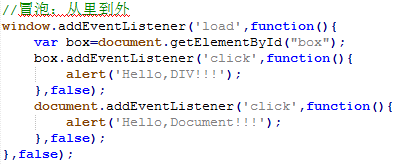 //冒泡：从里到外
window.addEventListener('load',function(){
    var box=document.getElementById("box");
    box.addEventListener('click',function(){
        alert('Hello,DIV!!!');
    },false);
    document.addEventListener('click',function(){
        alert('Hello,Document!!!');
    },false);
},false);